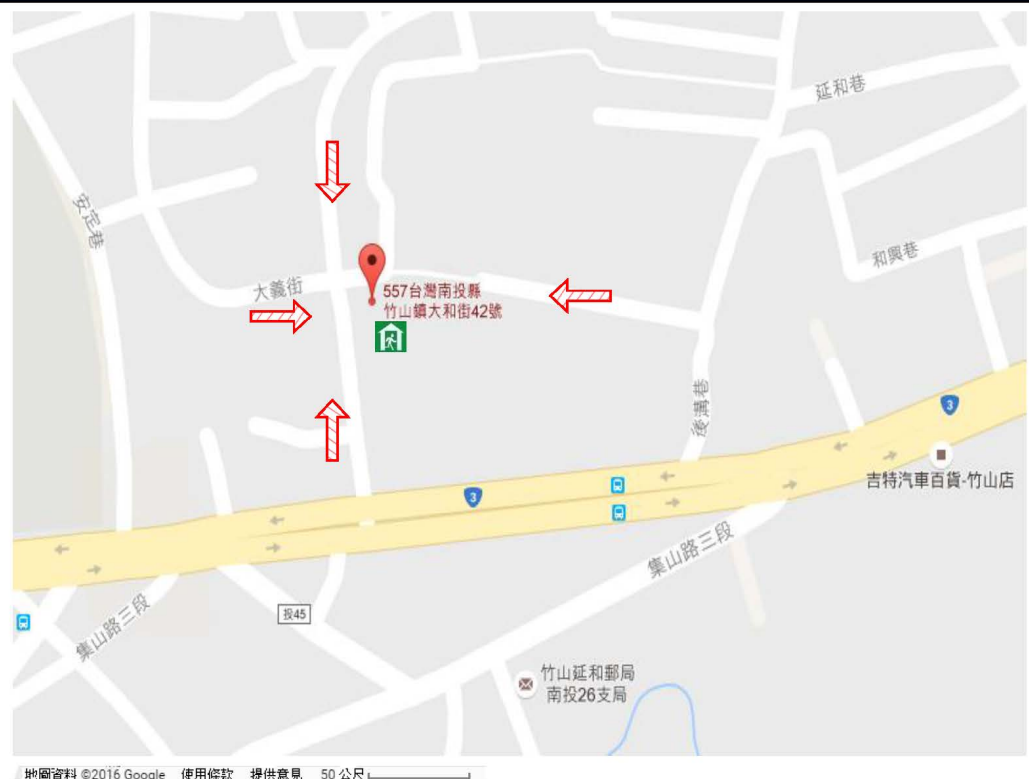 延和巷
安定巷
和興巷
大義街
557台灣南投縣
竹山鎮大和街42號
後溝巷
3
吉特汽車百貨-竹山店
3
集山路三段
投45
集山路三段
竹山延和郵局
南投26支局
地圖資料 ©2016 Google 使用條款 提供意見 50 公尺